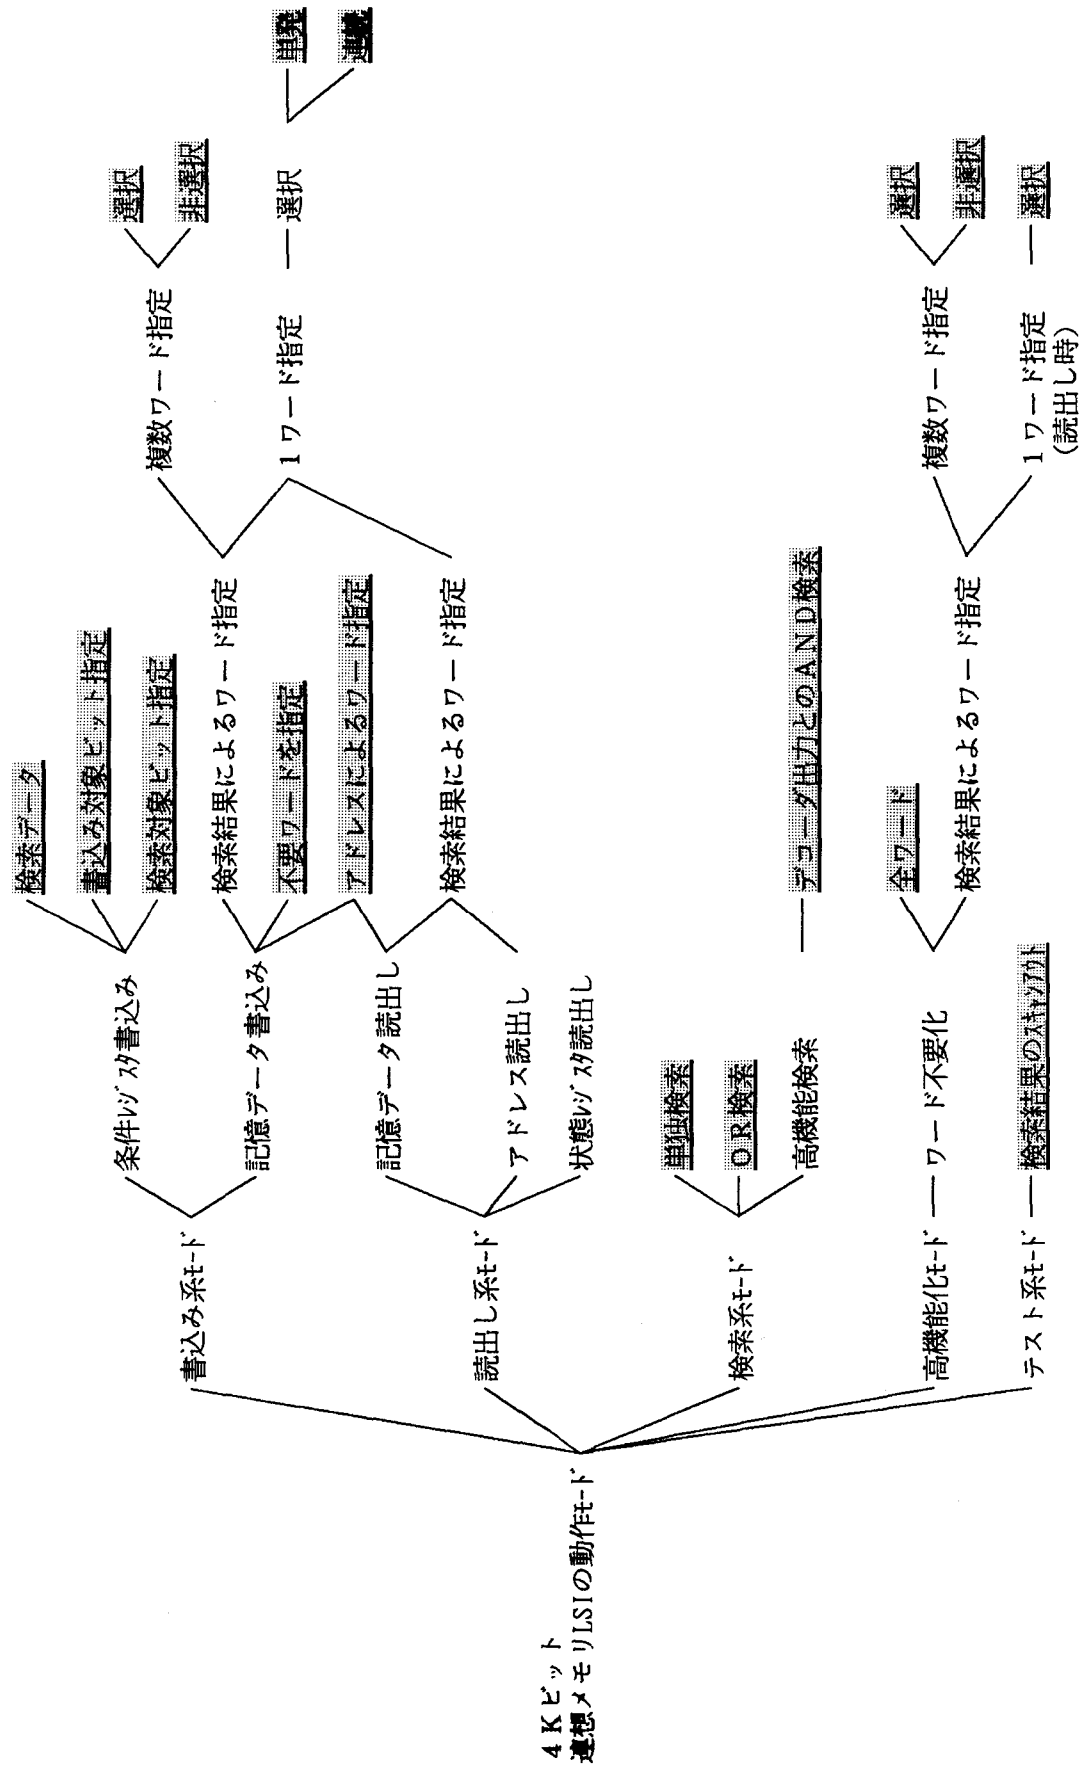 4Kビット
連想メモリLSIの動作モード
書込み系モード
条件レジスタ書込み
検索データ
書込み対象ビット指定
検索対象ビット指定
記憶データ書込み
検索結果によるワード指定
複数ワード指定
選択
非選択
1ワード指定
選択
単発
連続
不要ワードを指定
アドレスによるワード指定
読出し系モード
記憶データ読出し
検索結果によるワード指定
アドレス読出し
状態レジスタ読出し
検索系モード
単独検索
OR検索
高機能検索
デコーダ出力とのAND検索
高機能化モード
ワード不要化
全ワード
検索結果によるワード指定
複数ワード指定
選択
非選択
1ワード指定
(読出し時)
選択
テスト系モード
検索結果のスキャンアウト